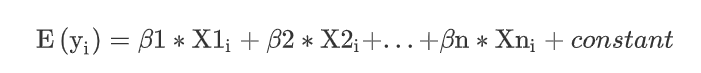 E (yᵢ) = β1 * X1ᵢ + β2 * X2ᵢ+...+βn * Xnᵢ + constant